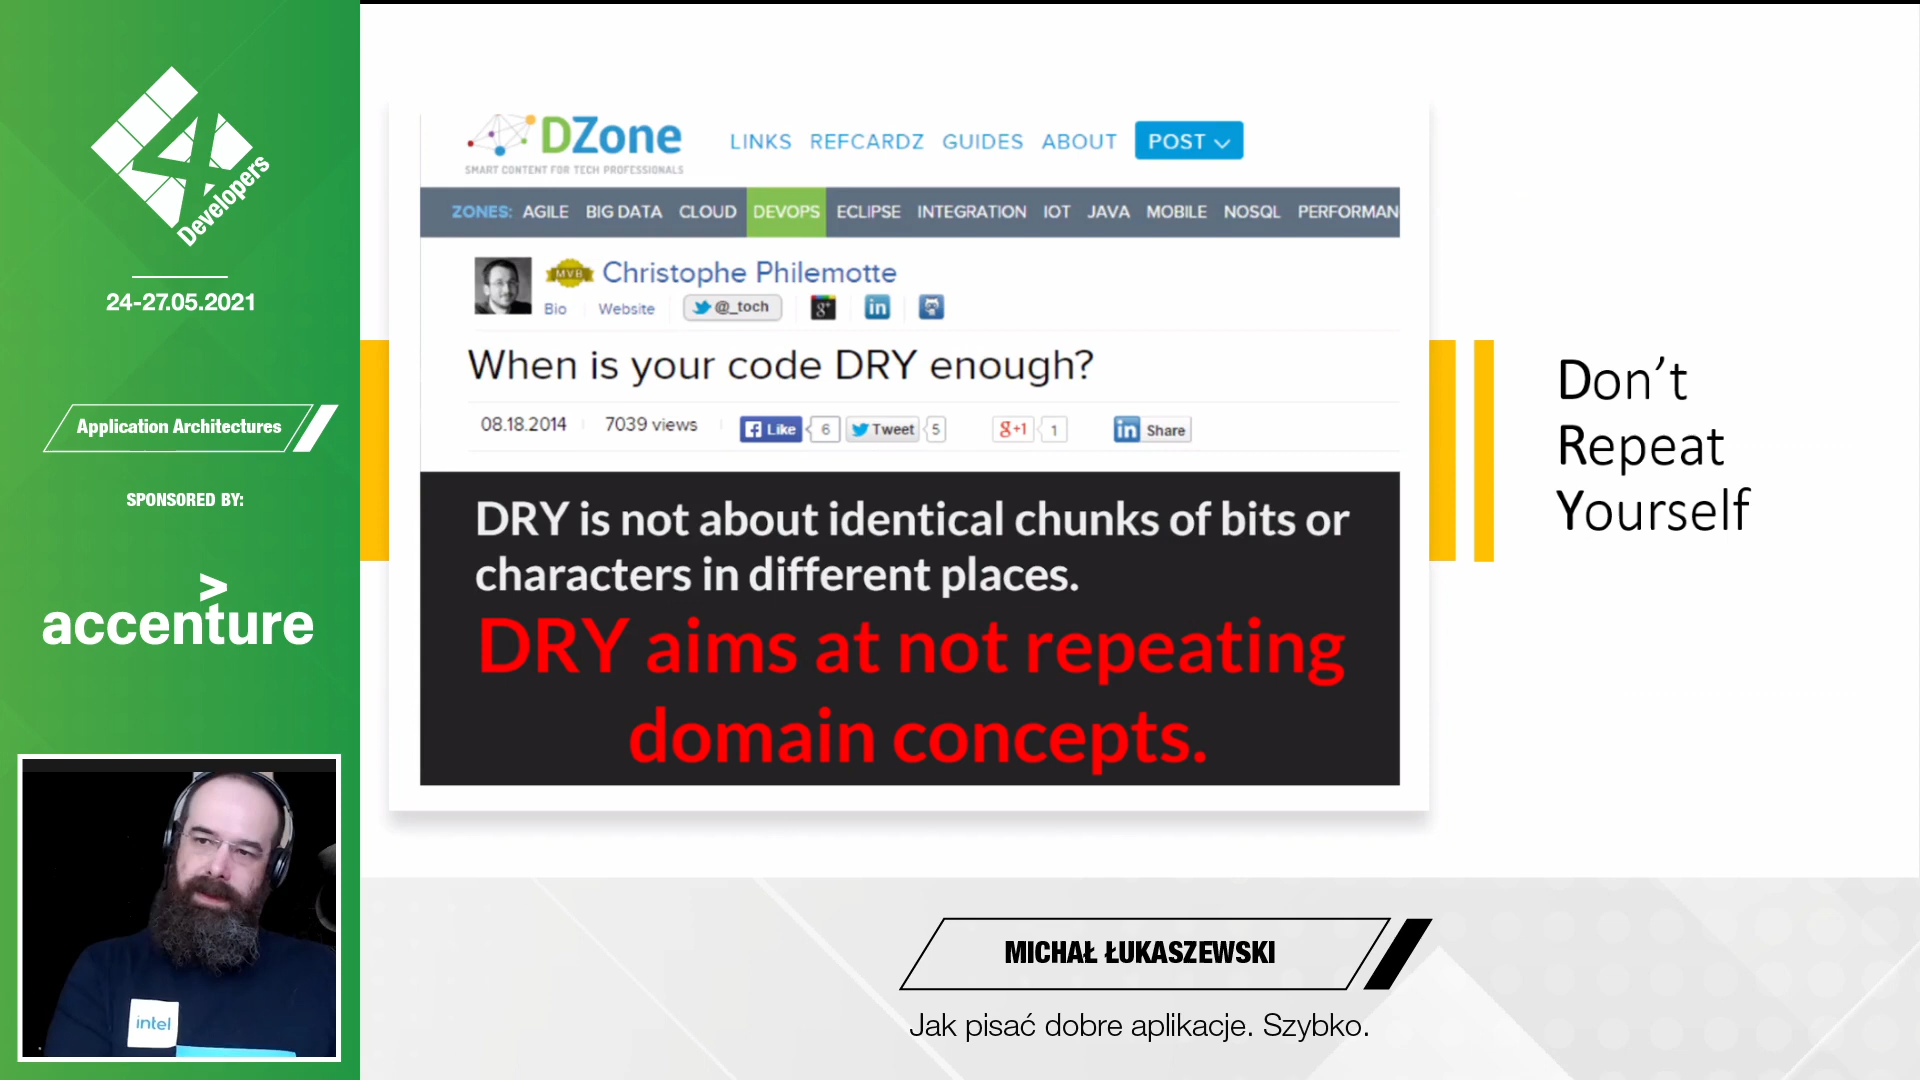 4
Developers
24-27.05.2021
Application Architectures
SPONSORED BY:
accenture
intel
DZone
SMART CONTENT FOR TECH PROFESSIONALS
LINKS REFCARDZ GUIDES ABOUT POST
ZONES: AGILE BIG DATA CLOUD DEVOPS ECLIPSE INTEGRATION IOT JAVA MOBILE NOSQL PERFORMAN
MVB Christophe Philemotte
Bio Website @_toch g+ in
When is your code DRY enough?
08.18.2014 7039 views Like 6 Tweet 5 g+1 1 in Share
DRY is not about identical chunks of bits or
characters in different places.
DRY aims at not repeating
domain concepts.
Don’t
Repeat
Yourself
MICHAŁ ŁUKASZEWSKI
Jak pisać dobre aplikacje. Szybko.